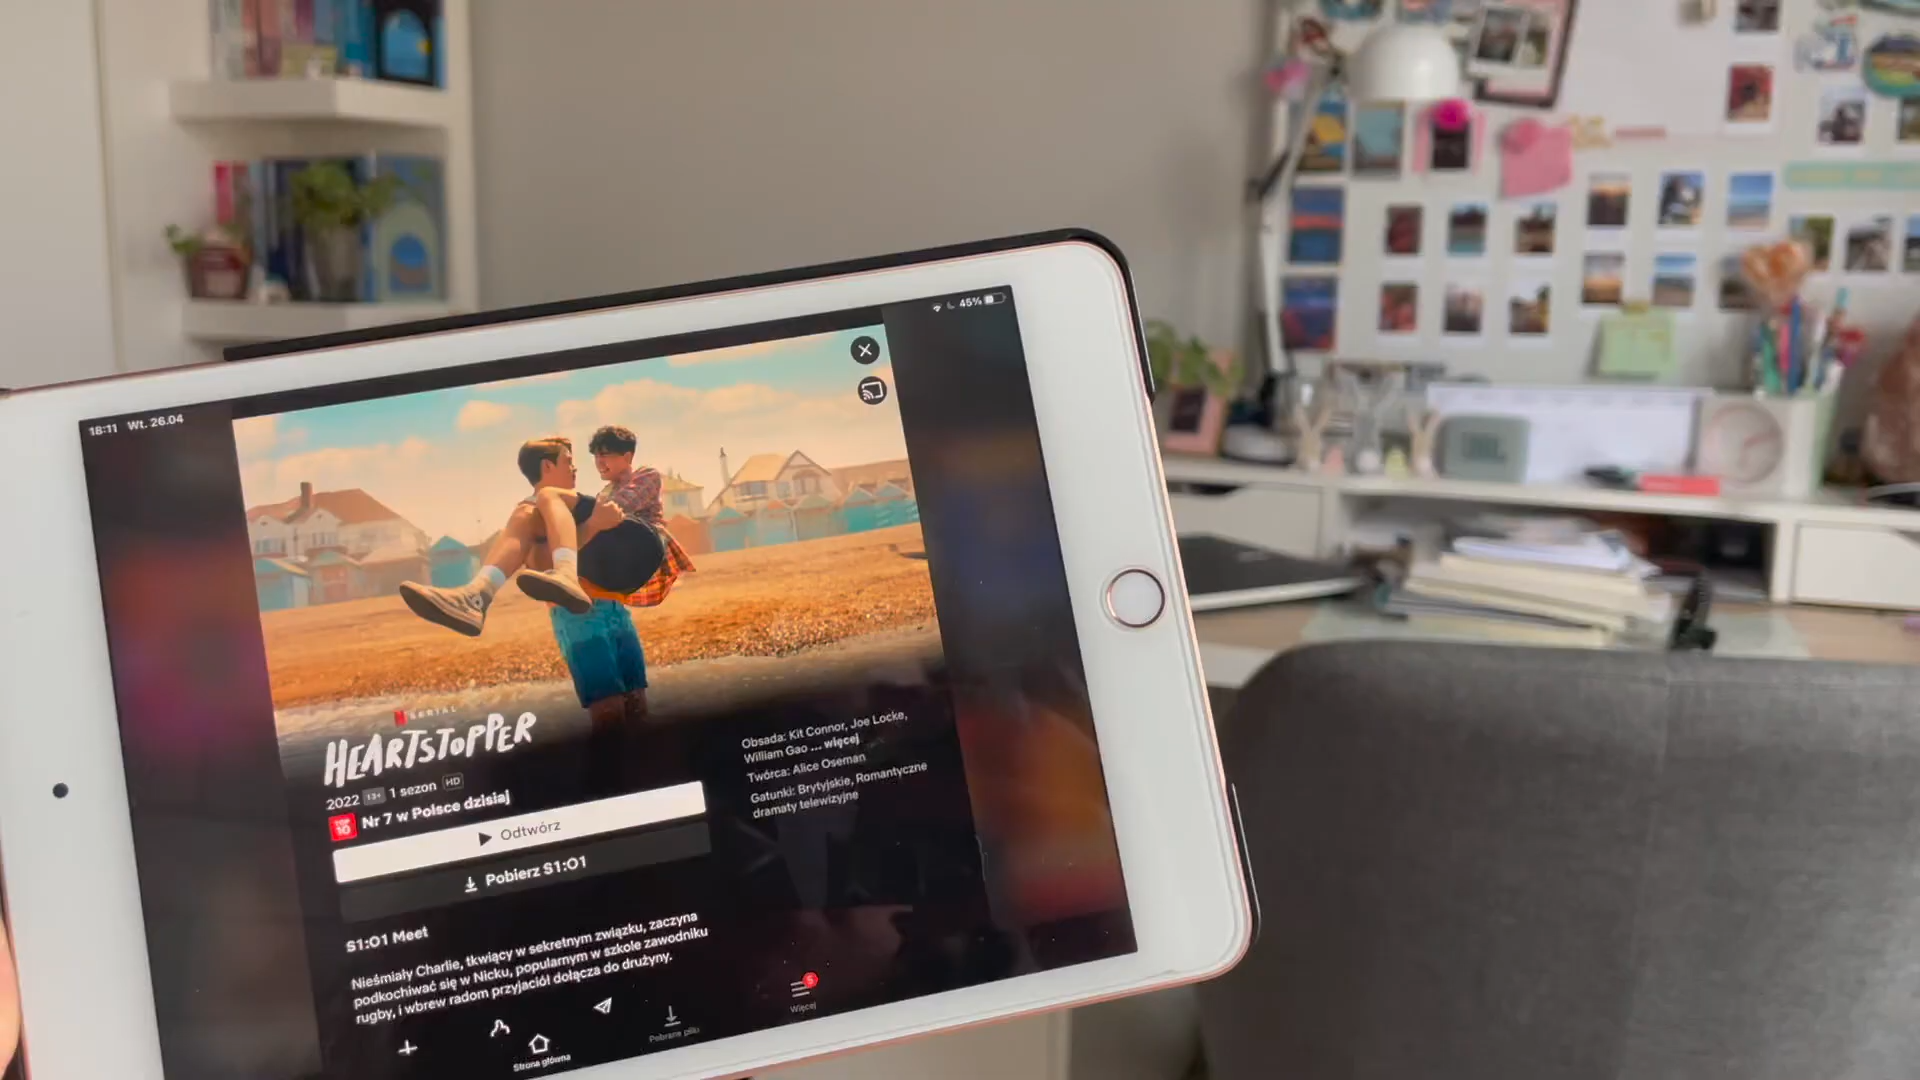 18:11 Wt. 26.04
45%
N SERIAL
HEARTSTOPPER
2022 13+ 1 sezon HD
TOP 10 Nr 7 w Polsce dzisiaj
Odtwórz
Pobierz S1:01
Obsada: Kit Connor, Joe Locke,
William Gao ... więcej
Twórca: Alice Oseman
Gatunki: Brytyjskie, Romantyczne
dramaty telewizyjne
S1:01 Meet
Nieśmiały Charlie, tkwiący w sekretnym związku, zaczyna
podkochiwać się w Nicku, popularnym w szkole zawodniku
rugby, i wbrew radom przyjaciół dołącza do drużyny.
Strona główna
Pobrane pliki
5
Więcej
JBL